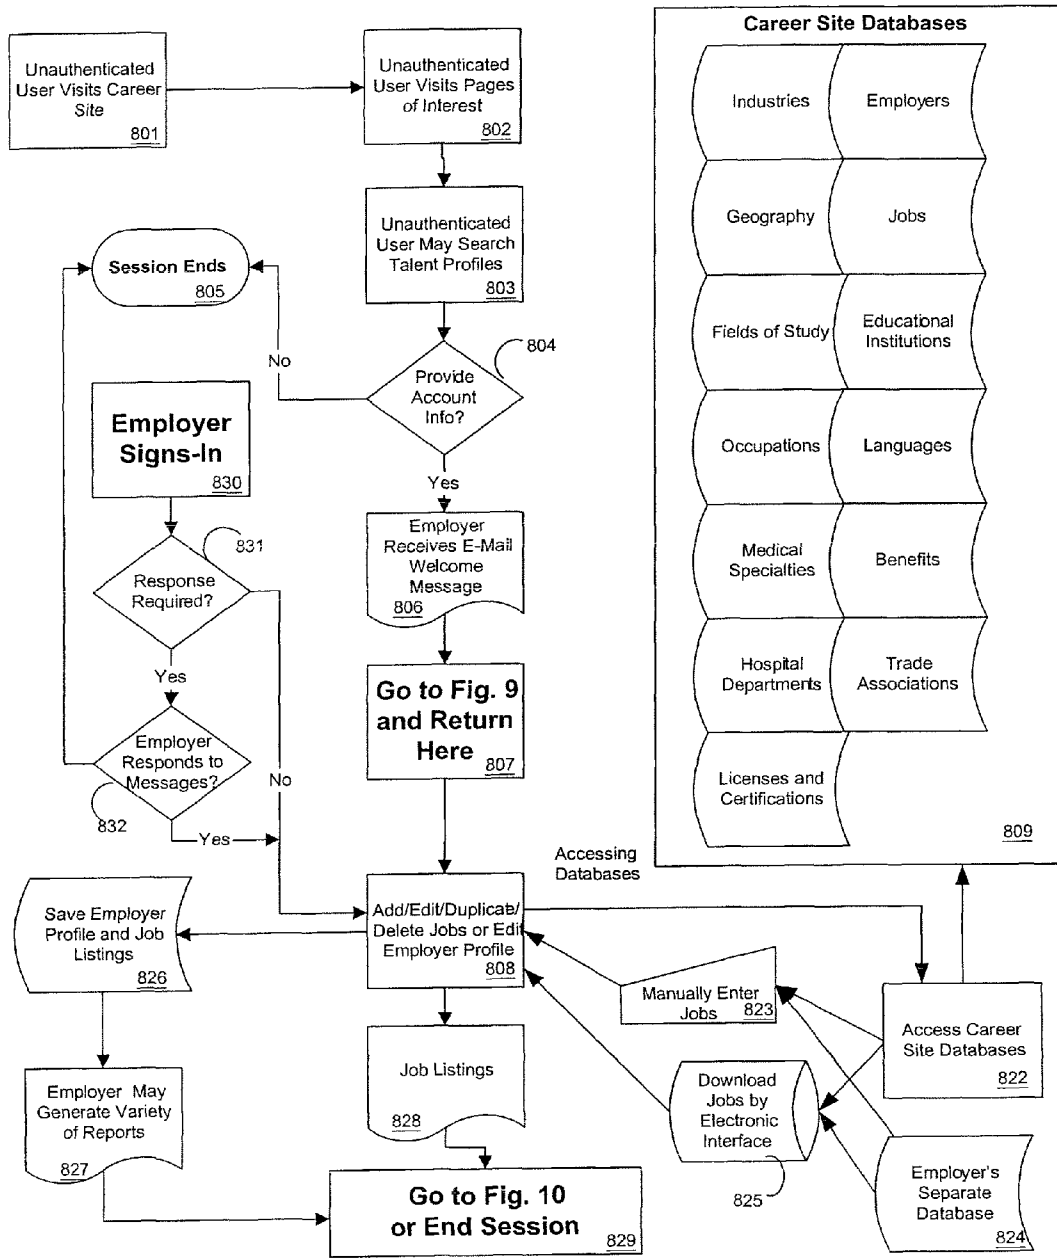 Unauthenticated
User Visits Career
Site
801
Unauthenticated
User Visits Pages
of Interest
802
Unauthenticated
User May Search
Talent Profiles
803
Session Ends
805
804
No
Provide
Account
Info?
Yes
Employer
Signs-In
830
831
Response
Required?
Yes
Employer
Receives E-Mail
Welcome
Message
806
Employer
Responds to
Messages?
832
No
Yes
Go to Fig. 9
and Return
Here
807
Add/Edit/Duplicate/
Delete Jobs or Edit
Employer Profile
808
Save Employer
Profile and Job
Listings
826
Employer May
Generate Variety
of Reports
827
Job Listings
828
Go to Fig. 10
or End Session
829
Career Site Databases
Industries
Employers
Geography
Jobs
Fields of Study
Educational
Institutions
Occupations
Languages
Medical
Specialties
Benefits
Hospital
Departments
Trade
Associations
Licenses and
Certifications
809
Accessing
Databases
Manually Enter
Jobs
823
Access Career
Site Databases
822
Download
Jobs by
Electronic
Interface
825
Employer's
Separate
Database
824